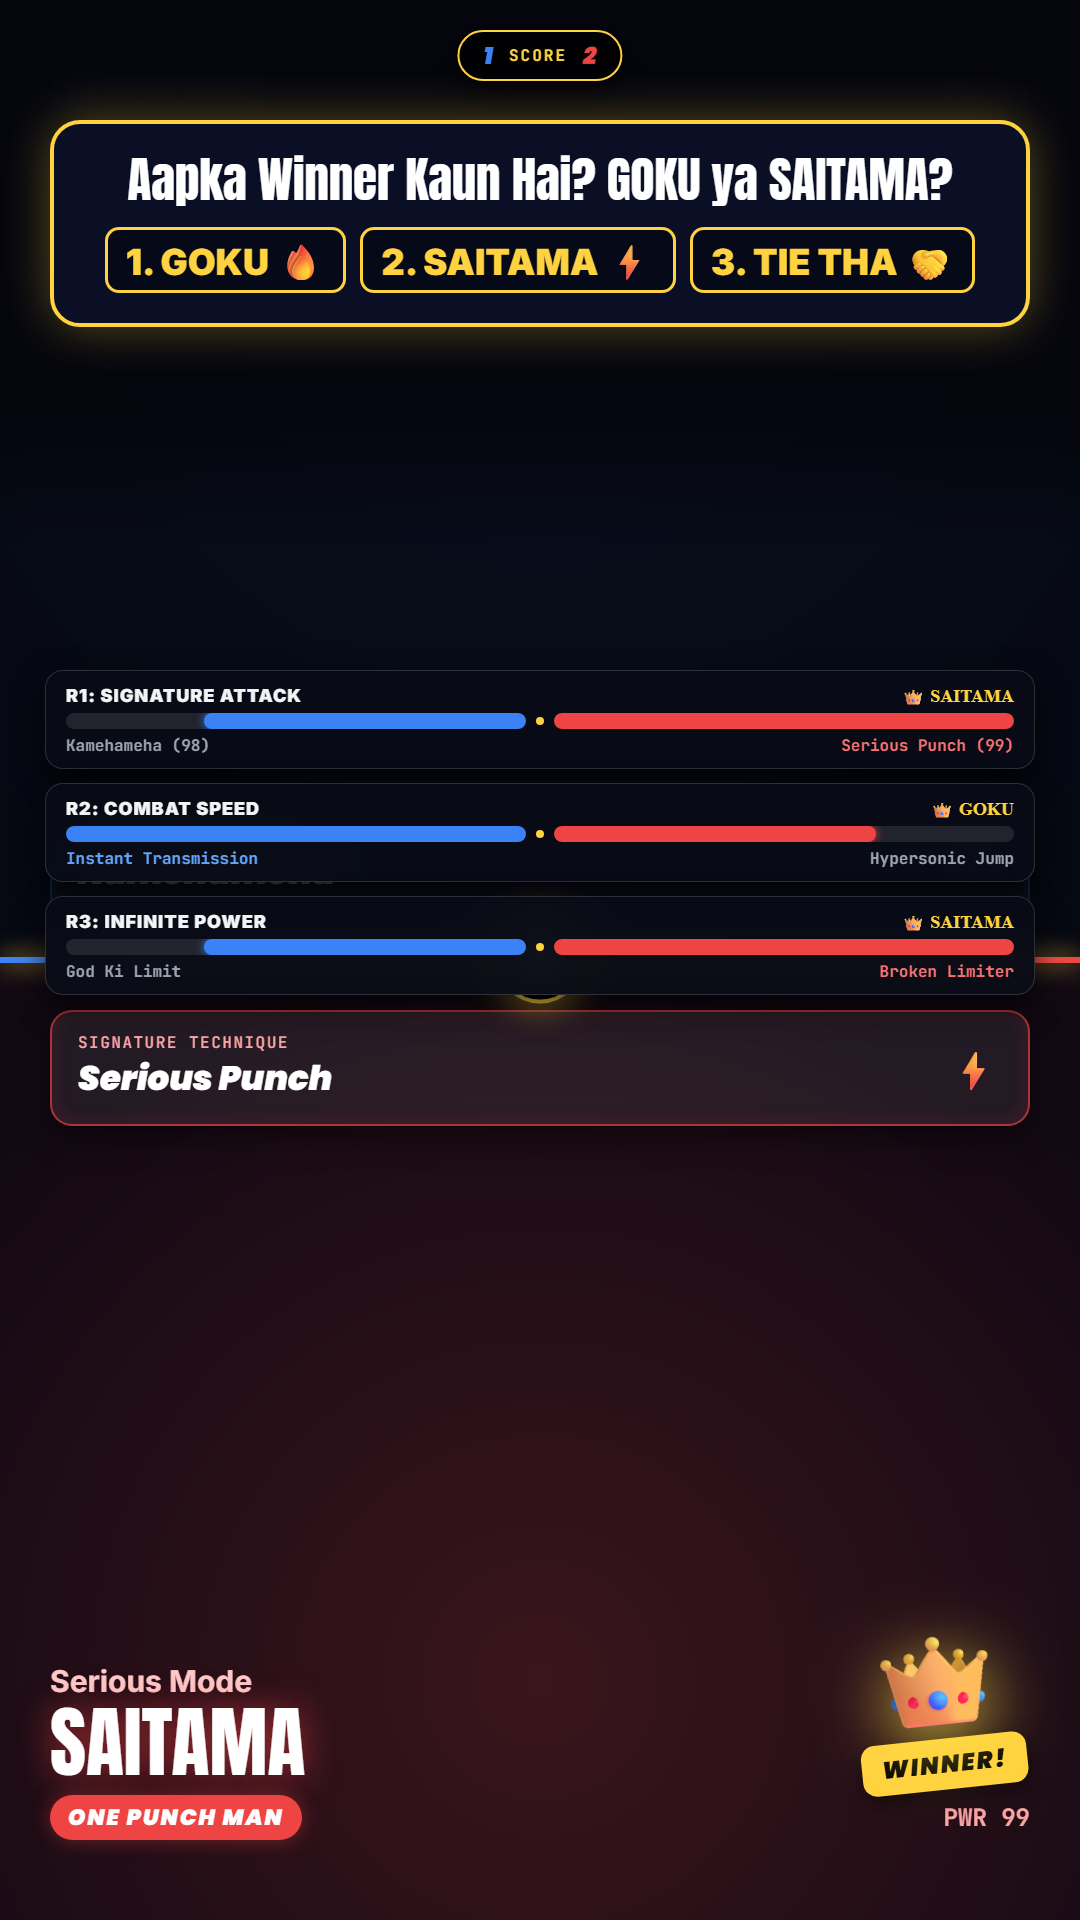 1 SCORE 2
Aapka Winner Kaun Hai? GOKU ya SAITAMA?
1. GOKU 🔥 2. SAITAMA ⚡ 3. TIE THA 🤝
R1: SIGNATURE ATTACK 👑 SAITAMA
Kamehameha (98) Serious Punch (99)
R2: COMBAT SPEED 👑 GOKU
Instant Transmission Hypersonic Jump
R3: INFINITE POWER 👑 SAITAMA
God Ki Limit Broken Limiter
SIGNATURE TECHNIQUE
Serious Punch ⚡
Serious Mode
SAITAMA
ONE PUNCH MAN
WINNER!
PWR 99